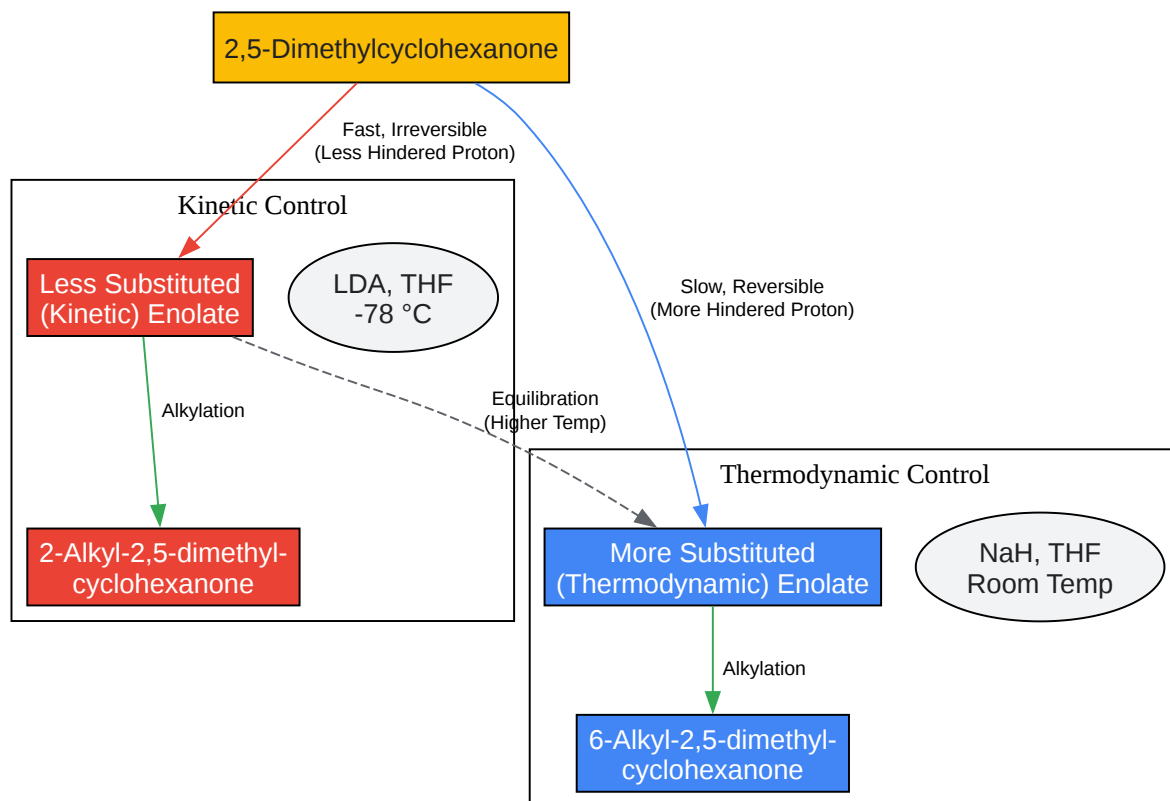 2,5-Dimethylcyclohexanone
Fast, Irreversible
(Less Hindered Proton)
Kinetic Control
Less Substituted
(Kinetic) Enolate
LDA, THF
-78 °C
Slow, Reversible
(More Hindered Proton)
Alkylation
Equilibration
(Higher Temp)
Thermodynamic Control
2-Alkyl-2,5-dimethyl-
cyclohexanone
More Substituted
(Thermodynamic) Enolate
NaH, THF
Room Temp
Alkylation
6-Alkyl-2,5-dimethyl-
cyclohexanone